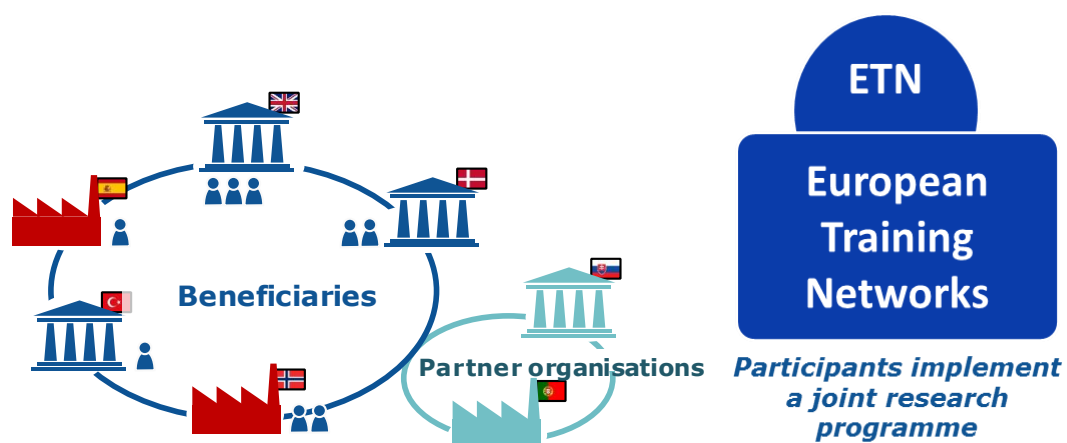 Beneficiaries
Partner organisations
ETN
European
Training
Networks
Participants implement
a joint research
programme